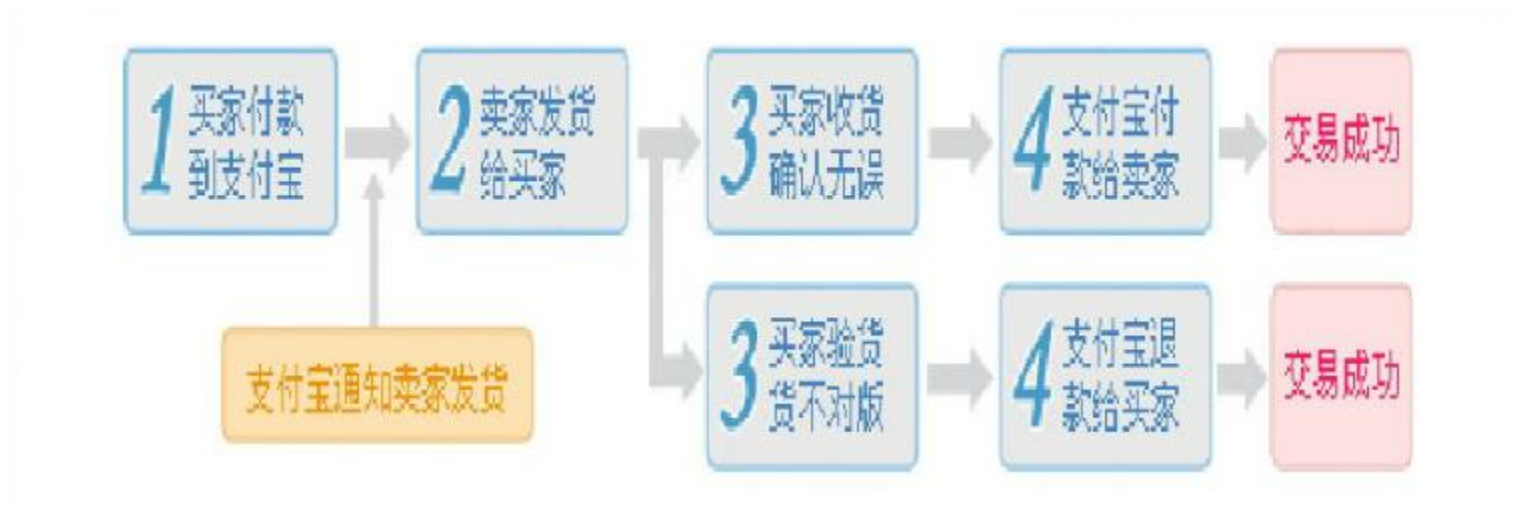 1 买家付款
到支付宝
2 卖家发货
给买家
3 买家收货
确认无误
4 支付宝付
款给卖家
交易成功
支付宝通知卖家发货
3 买家验货
货不对版
4 支付宝退
款给买家
交易成功